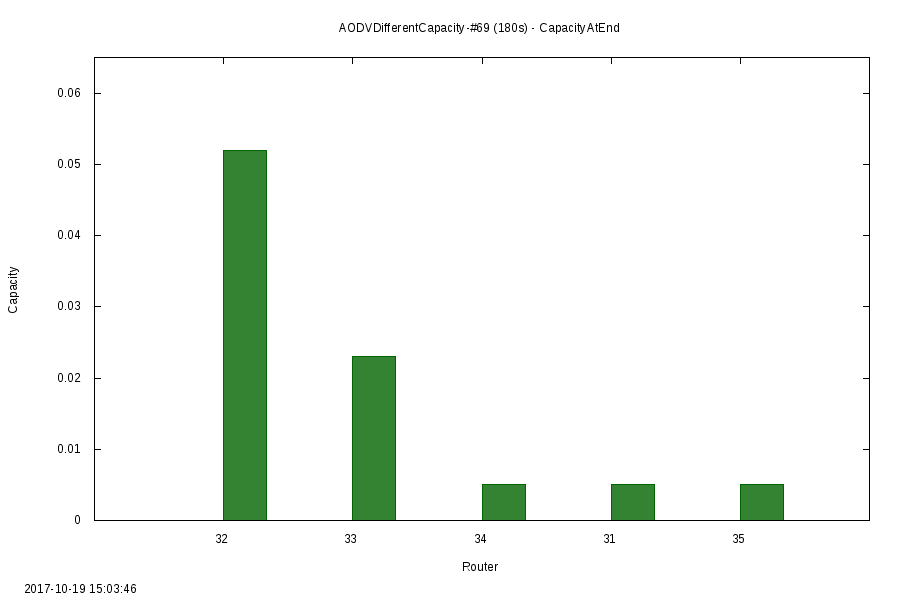 AODVDifferentCapacity-#69 (180s) - CapacityAtEnd
0.06
0.05
0.04
0.03
0.02
0.01
0
Capacity
32 33 34 31 35
Router
2017-10-19 15:03:46